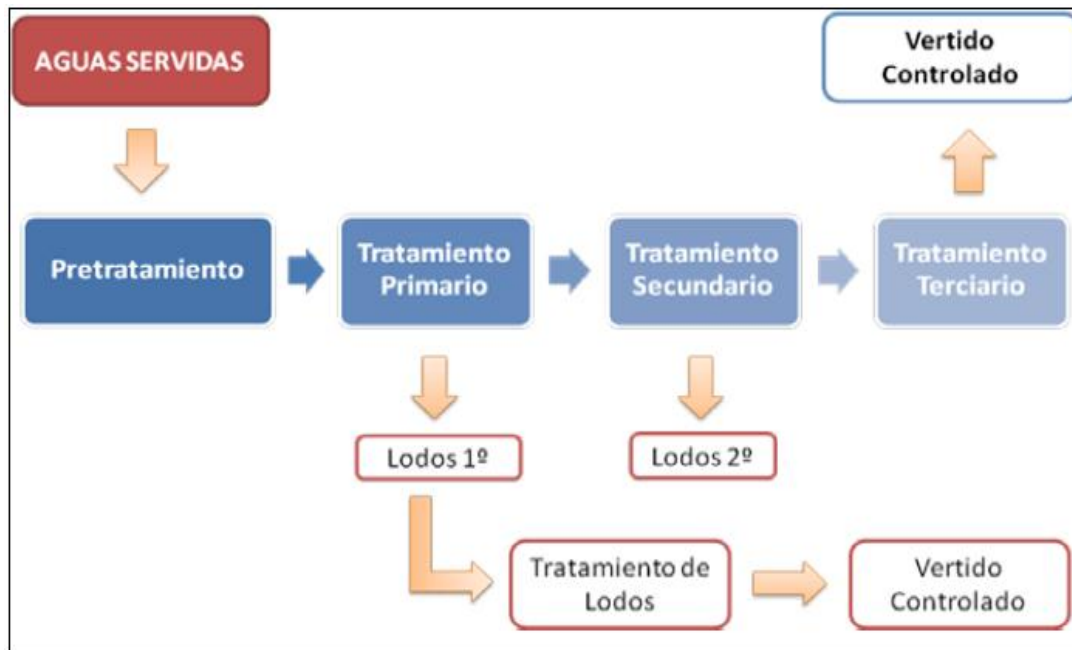 AGUAS SERVIDAS
Vertido
Controlado
Pretratamiento
Tratamiento
Primario
Tratamiento
Secundario
Tratamiento
Terciario
Lodos 1º
Lodos 2º
Tratamiento de
Lodos
Vertido
Controlado